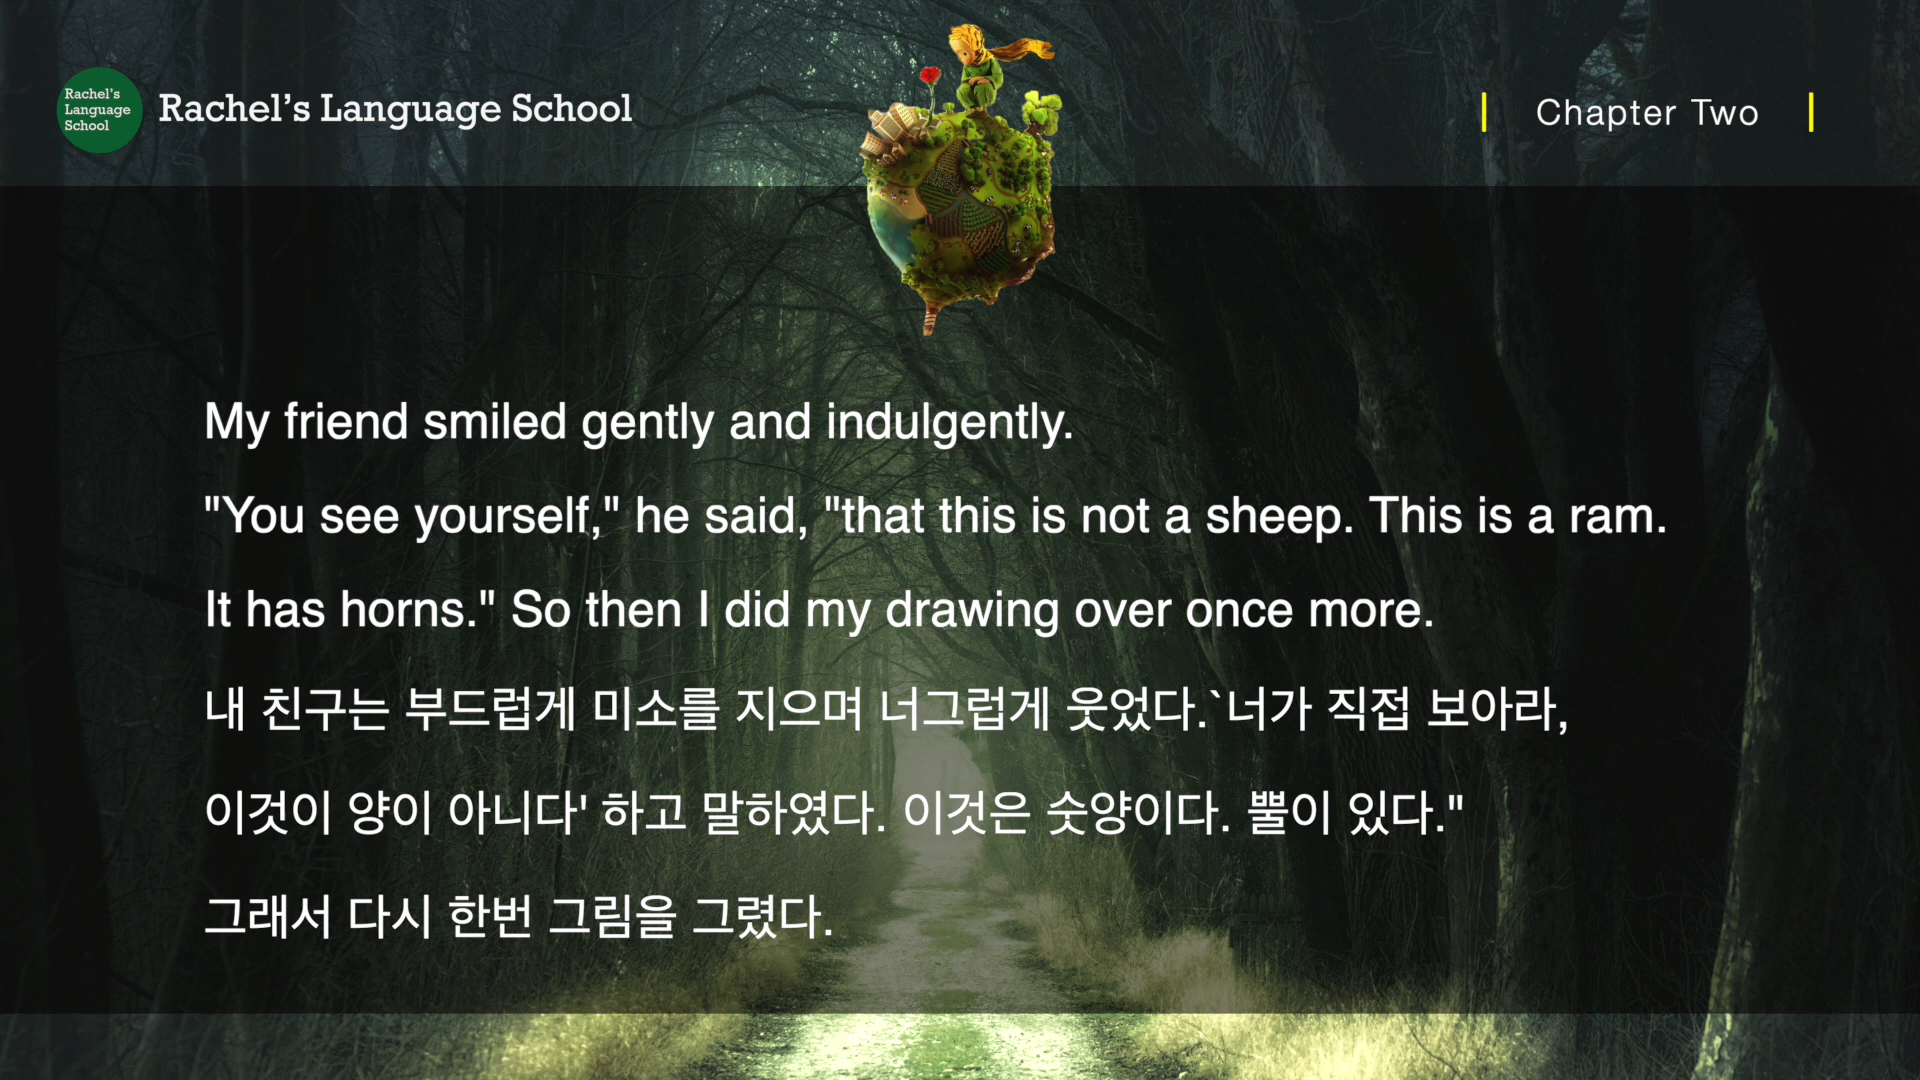 Rachel's
Language
School
Rachel's Language School
Chapter Two
My friend smiled gently and indulgently.
"You see yourself," he said, "that this is not a sheep. This is a ram.
It has horns." So then I did my drawing over once more.
내 친구는 부드럽게 미소를 지으며 너그럽게 웃었다.`너가 직접 보아라,
이것이 양이 아니다' 하고 말하였다. 이것은 숫양이다. 뿔이 있다."
그래서 다시 한번 그림을 그렸다.